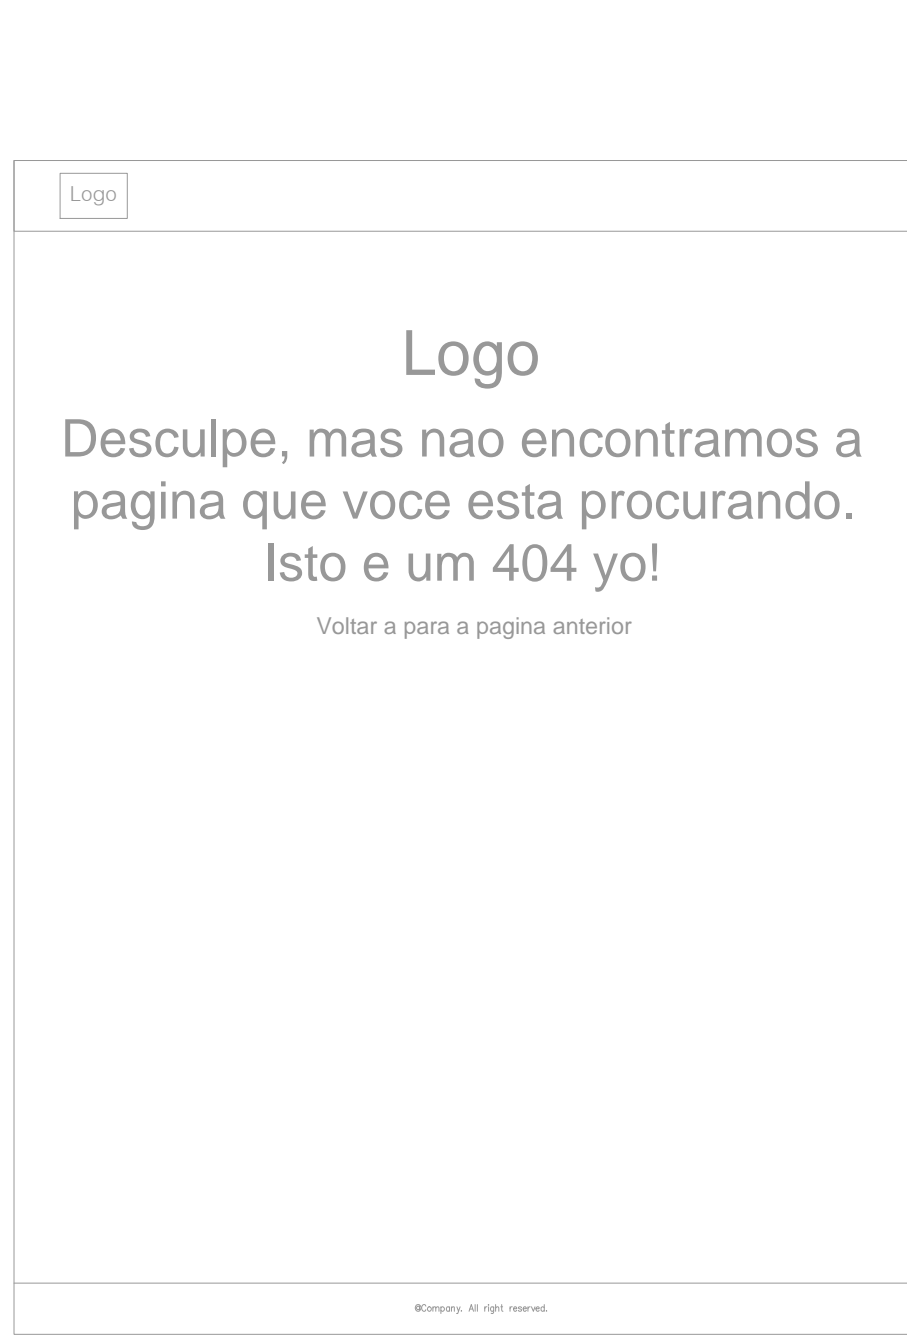 Logo
Logo
Desculpe, mas nao encontramos a
pagina que voce esta procurando.
Isto e um 404 yo!
Voltar a para a pagina anterior
@Company. All right reserved.